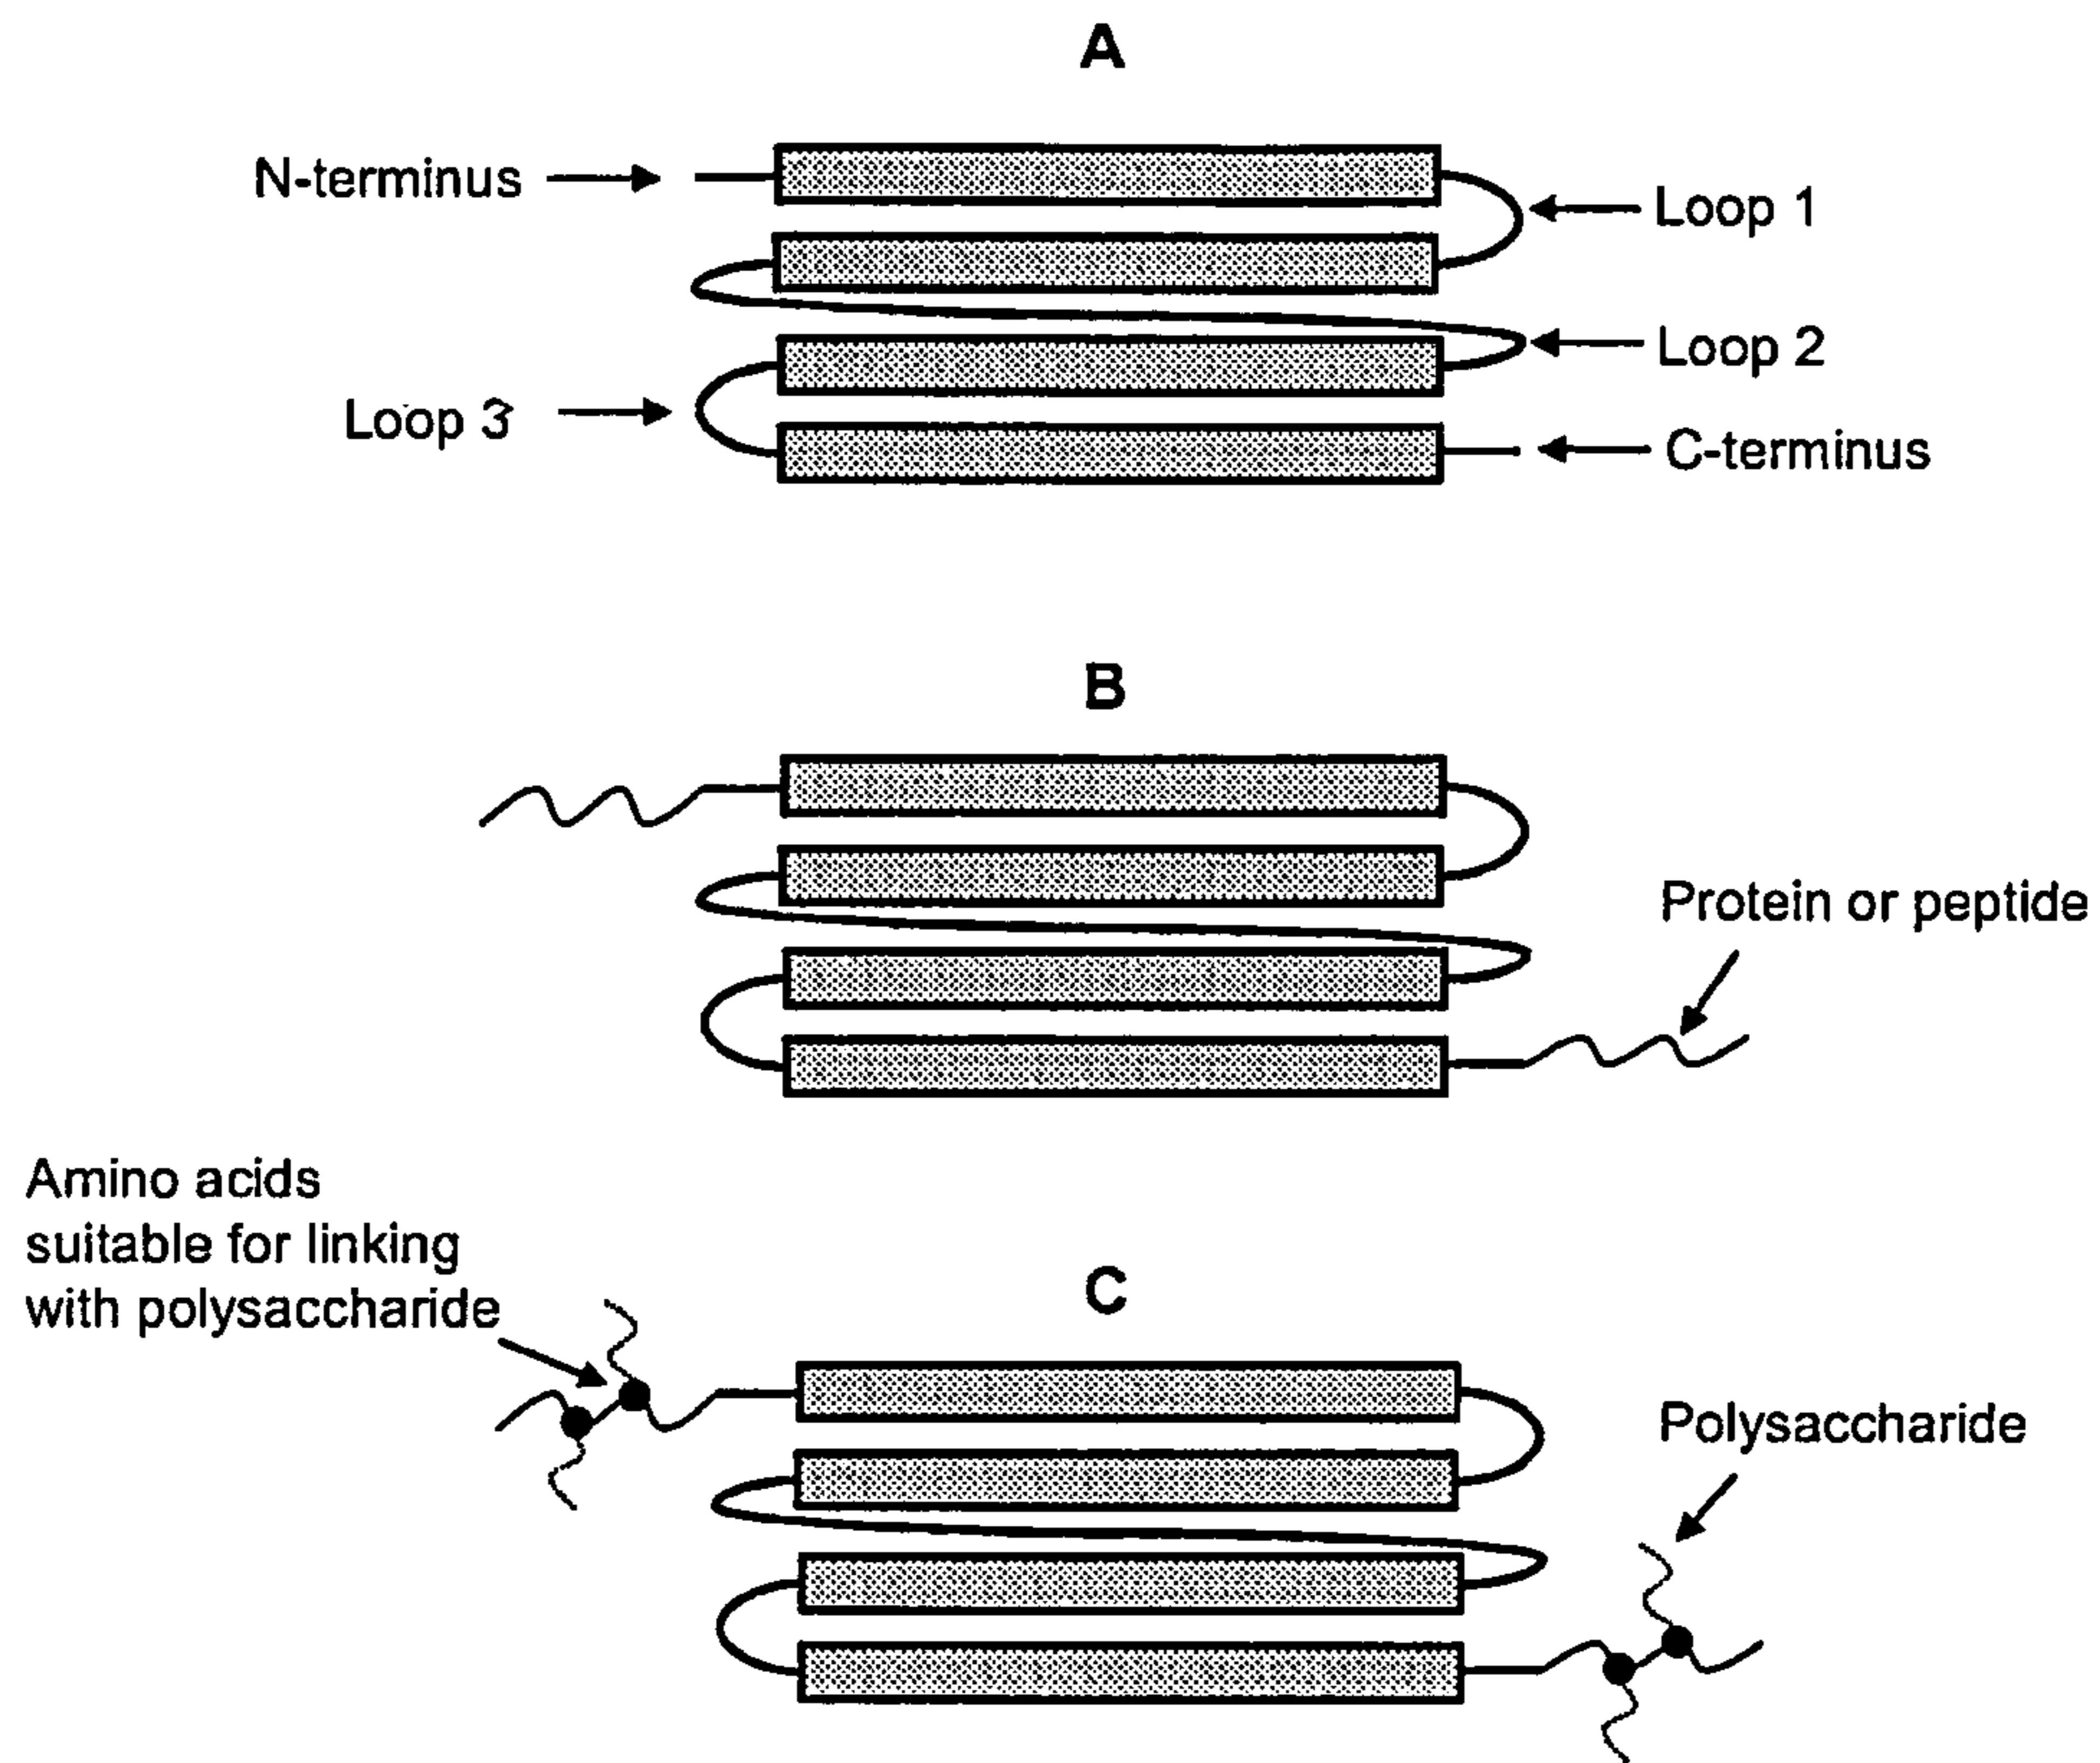 A
N-terminus
Loop 1
Loop 2
Loop 3
C-terminus
B
Protein or peptide
Amino acids
suitable for linking
with polysaccharide
C
Polysaccharide